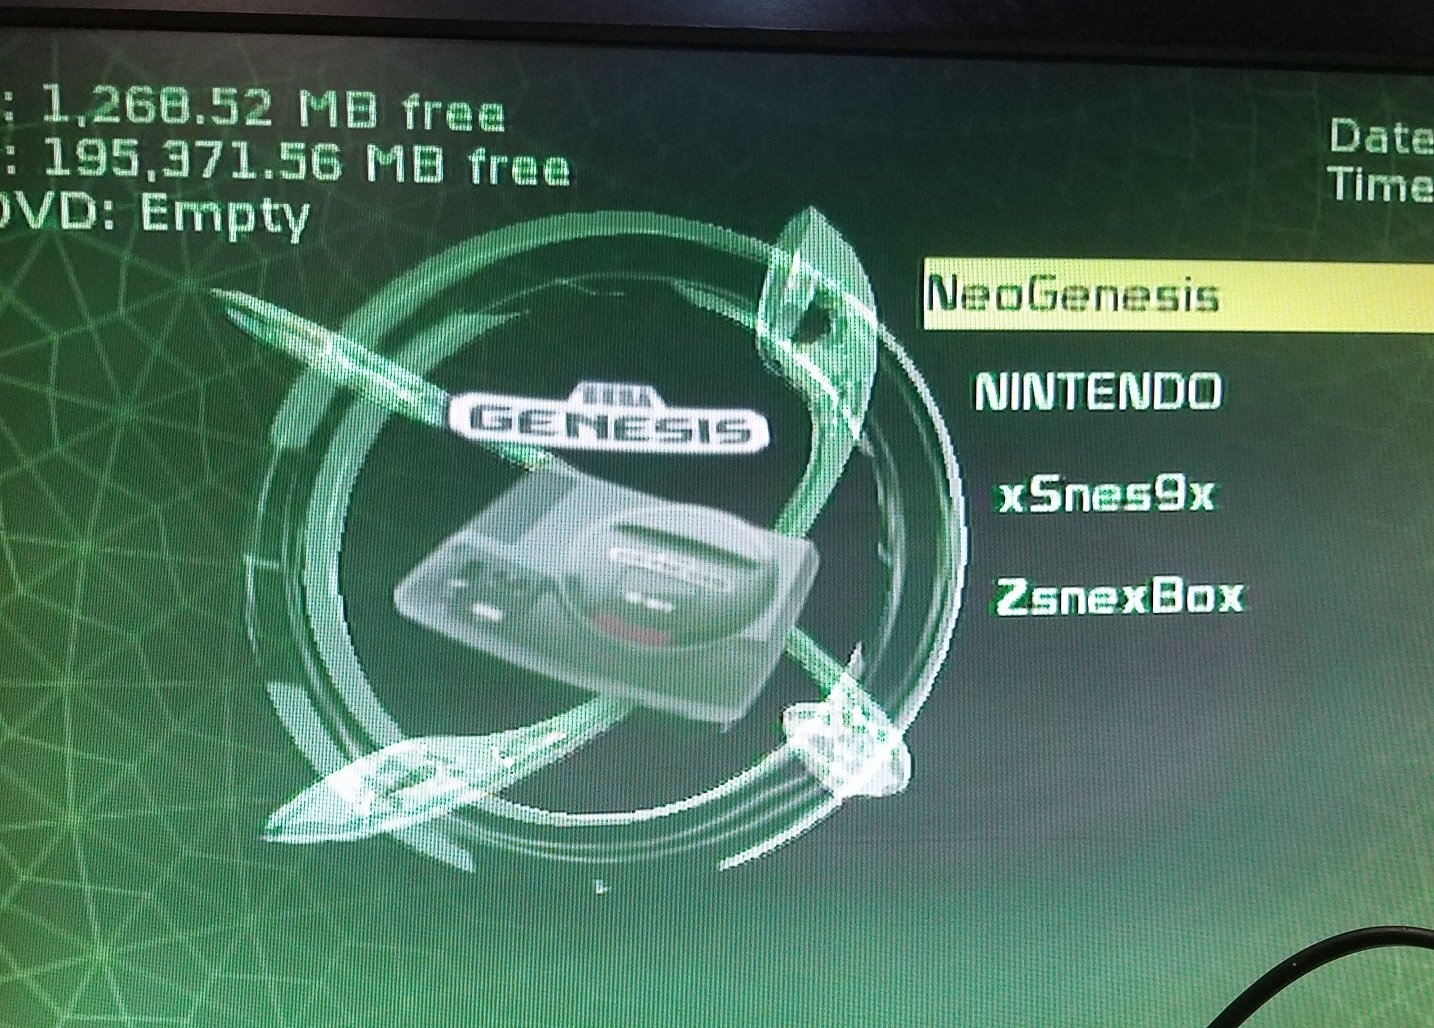 : 1,268.52 MB free
: 195,371.56 MB free
DVD: Empty
Date
Time
NeoGenesis
SEGA
GENESIS
NINTENDO
xSnes9x
ZsnexBox